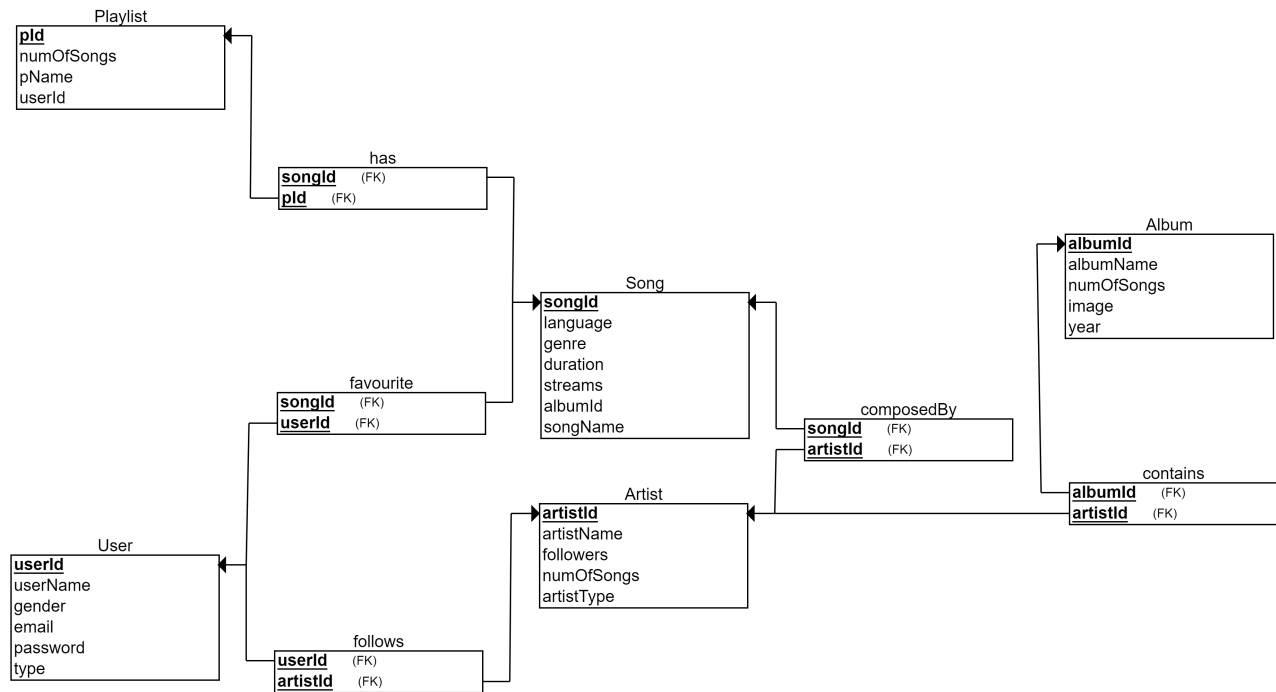 Playlist
pId
numOfSongs
pName
userId
has
songId (FK)
pId (FK)
Album
albumId
albumName
numOfSongs
image
year
Song
songId
language
genre
duration
streams
albumId
songName
favourite
songId (FK)
userId (FK)
composedBy
songId (FK)
artistId (FK)
contains
albumId (FK)
artistId (FK)
Artist
artistId
artistName
followers
numOfSongs
artistType
User
userId
userName
gender
email
password
type
follows
userId (FK)
artistId (FK)